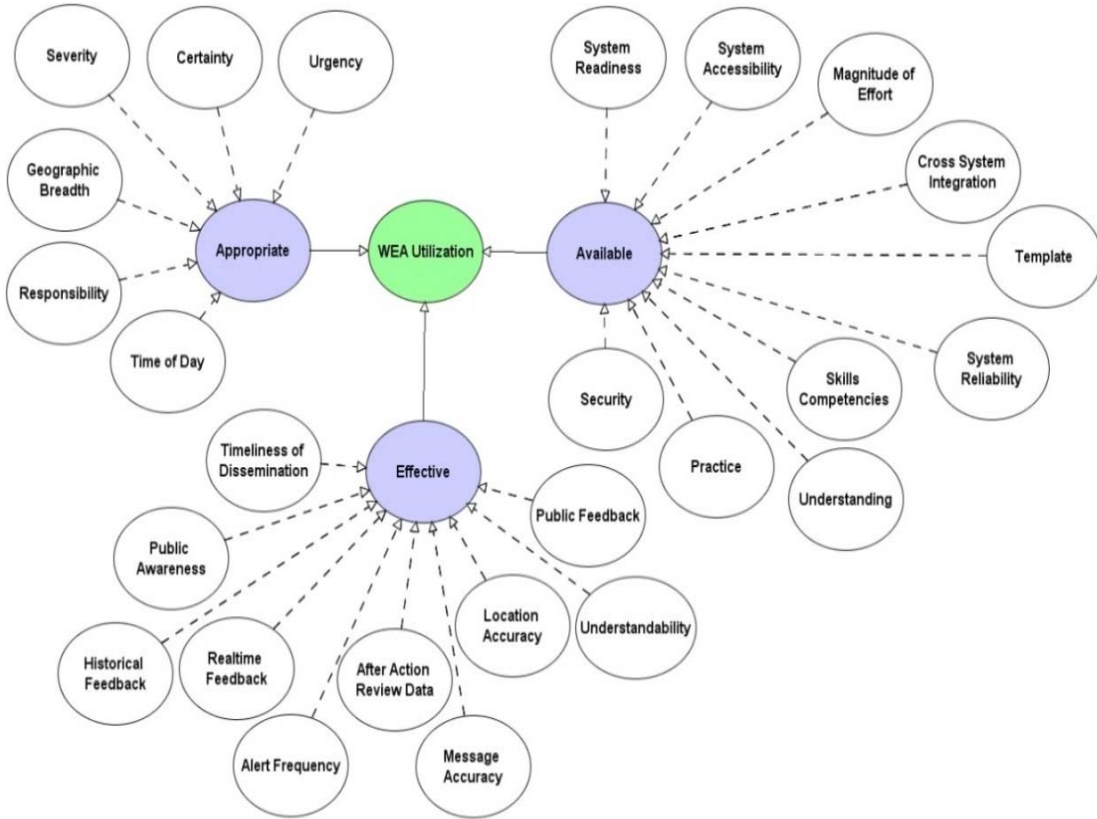 Severity
Certainty
Urgency
System
Readiness
System
Accessibility
Magnitude of
Effort
Geographic
Breadth
Cross System
Integration
Appropriate
WEA Utilization
Available
Template
Responsibility
Time of Day
Security
Skills
Competencies
System
Reliability
Timeliness of
Dissemination
Effective
Practice
Understanding
Public Feedback
Public
Awareness
Location
Accuracy
Understandability
Historical
Feedback
Realtime
Feedback
After Action
Review Data
Alert Frequency
Message
Accuracy